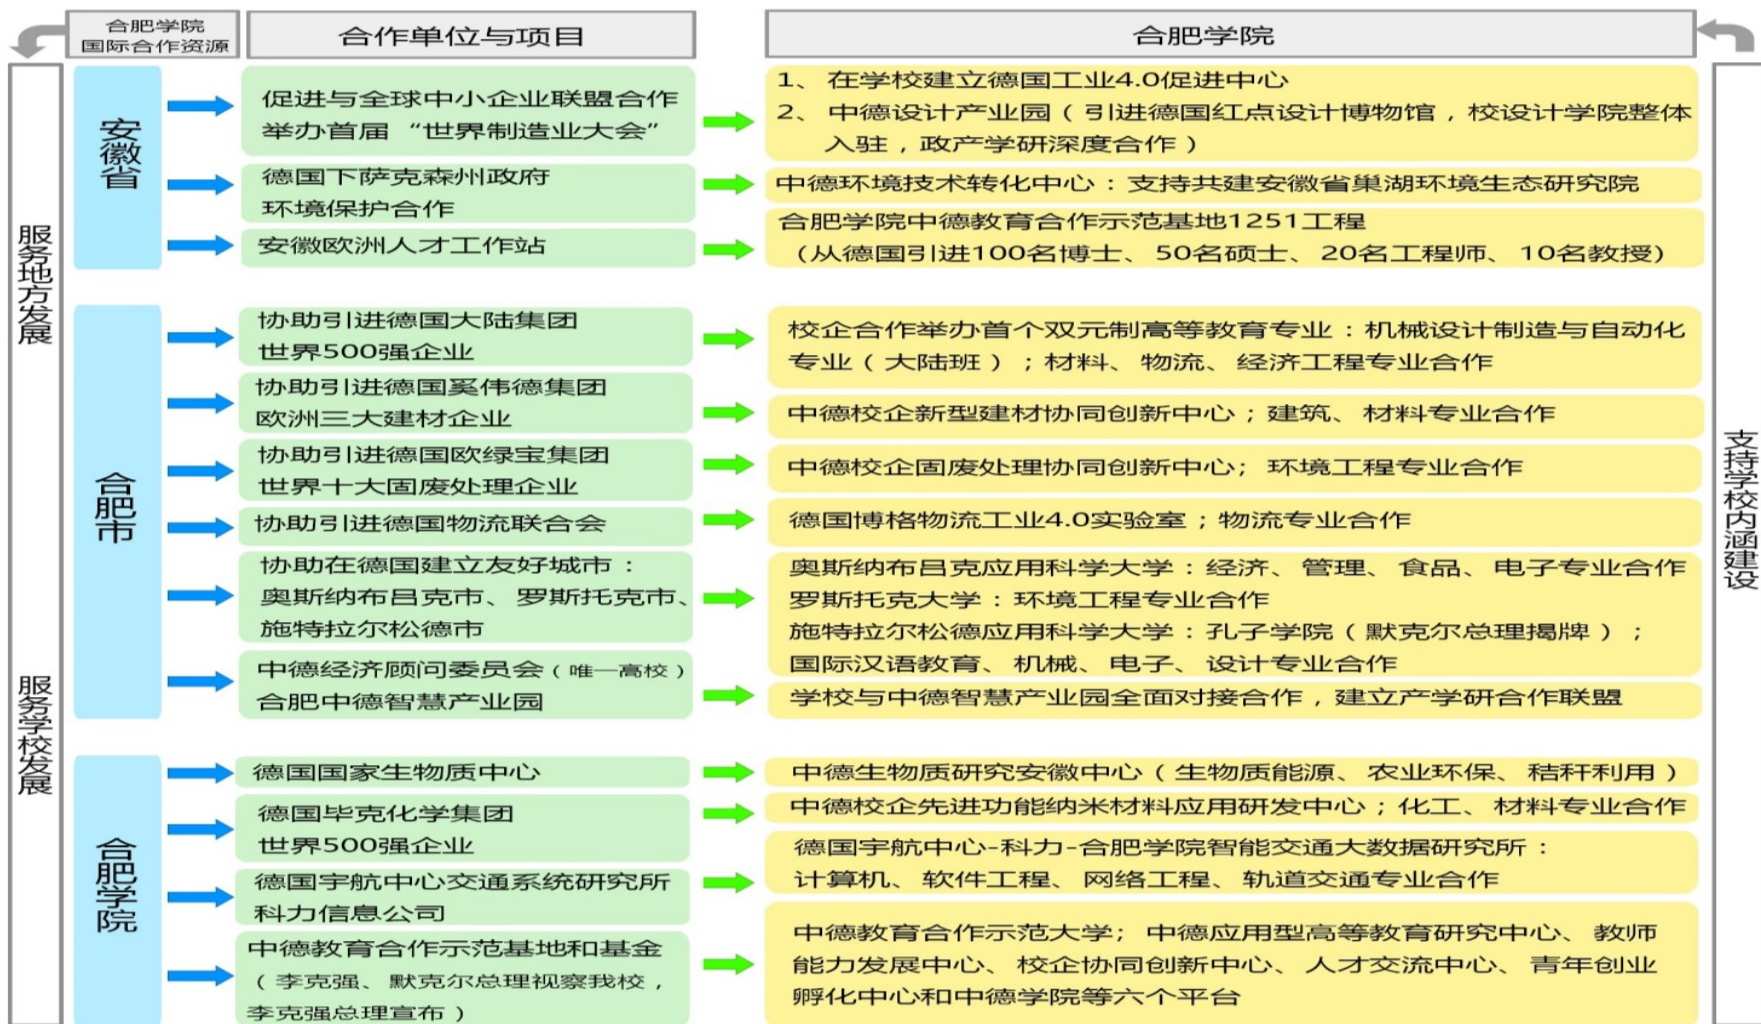 合肥学院
国际合作资源
合作单位与项目
合肥学院
服务地方发展
服务学校发展
支持学校内涵建设
安徽省
促进与全球中小企业联盟合作
举办首届“世界制造业大会”
1、在学校建立德国工业4.0促进中心
2、中德设计产业园（引进德国红点设计博物馆，校设计学院整体
入驻，政产学研深度合作）
德国下萨克森州政府
环境保护合作
中德环境技术转化中心：支持共建安徽省巢湖环境生态研究院
安徽欧洲人才工作站
合肥学院中德教育合作示范基地1251工程
（从德国引进100名博士、50名硕士、20名工程师、10名教授）
合肥市
协助引进德国大陆集团
世界500强企业
校企合作举办首个双元制高等教育专业：机械设计制造与自动化
专业（大陆班）；材料、物流、经济工程专业合作
协助引进德国奚伟德集团
欧洲三大建材企业
中德校企新型建材协同创新中心；建筑、材料专业合作
协助引进德国欧绿宝集团
世界十大固废处理企业
中德校企固废处理协同创新中心；环境工程专业合作
协助引进德国物流联合会
德国博格物流工业4.0实验室；物流专业合作
协助在德国建立友好城市：
奥斯纳布吕克市、罗斯托克市、
施特拉尔松德市
奥斯纳布吕克应用科学大学：经济、管理、食品、电子专业合作
罗斯托克大学：环境工程专业合作
施特拉尔松德应用科学大学：孔子学院（默克尔总理揭牌）；
国际汉语教育、机械、电子、设计专业合作
中德经济顾问委员会（唯一高校）
合肥中德智慧产业园
学校与中德智慧产业园全面对接合作，建立产学研合作联盟
合肥学院
德国国家生物质中心
中德生物质研究安徽中心（生物质能源、农业环保、秸秆利用）
德国毕克化学集团
世界500强企业
中德校企先进功能纳米材料应用研发中心；化工、材料专业合作
德国宇航中心交通系统研究所
科力信息公司
德国宇航中心-科力-合肥学院智能交通大数据研究所：
计算机、软件工程、网络工程、轨道交通专业合作
中德教育合作示范基地和基金
（李克强、默克尔总理视察我校，
李克强总理宣布）
中德教育合作示范大学；中德应用型高等教育研究中心、教师
能力发展中心、校企协同创新中心、人才交流中心、青年创业
孵化中心和中德学院等六个平台